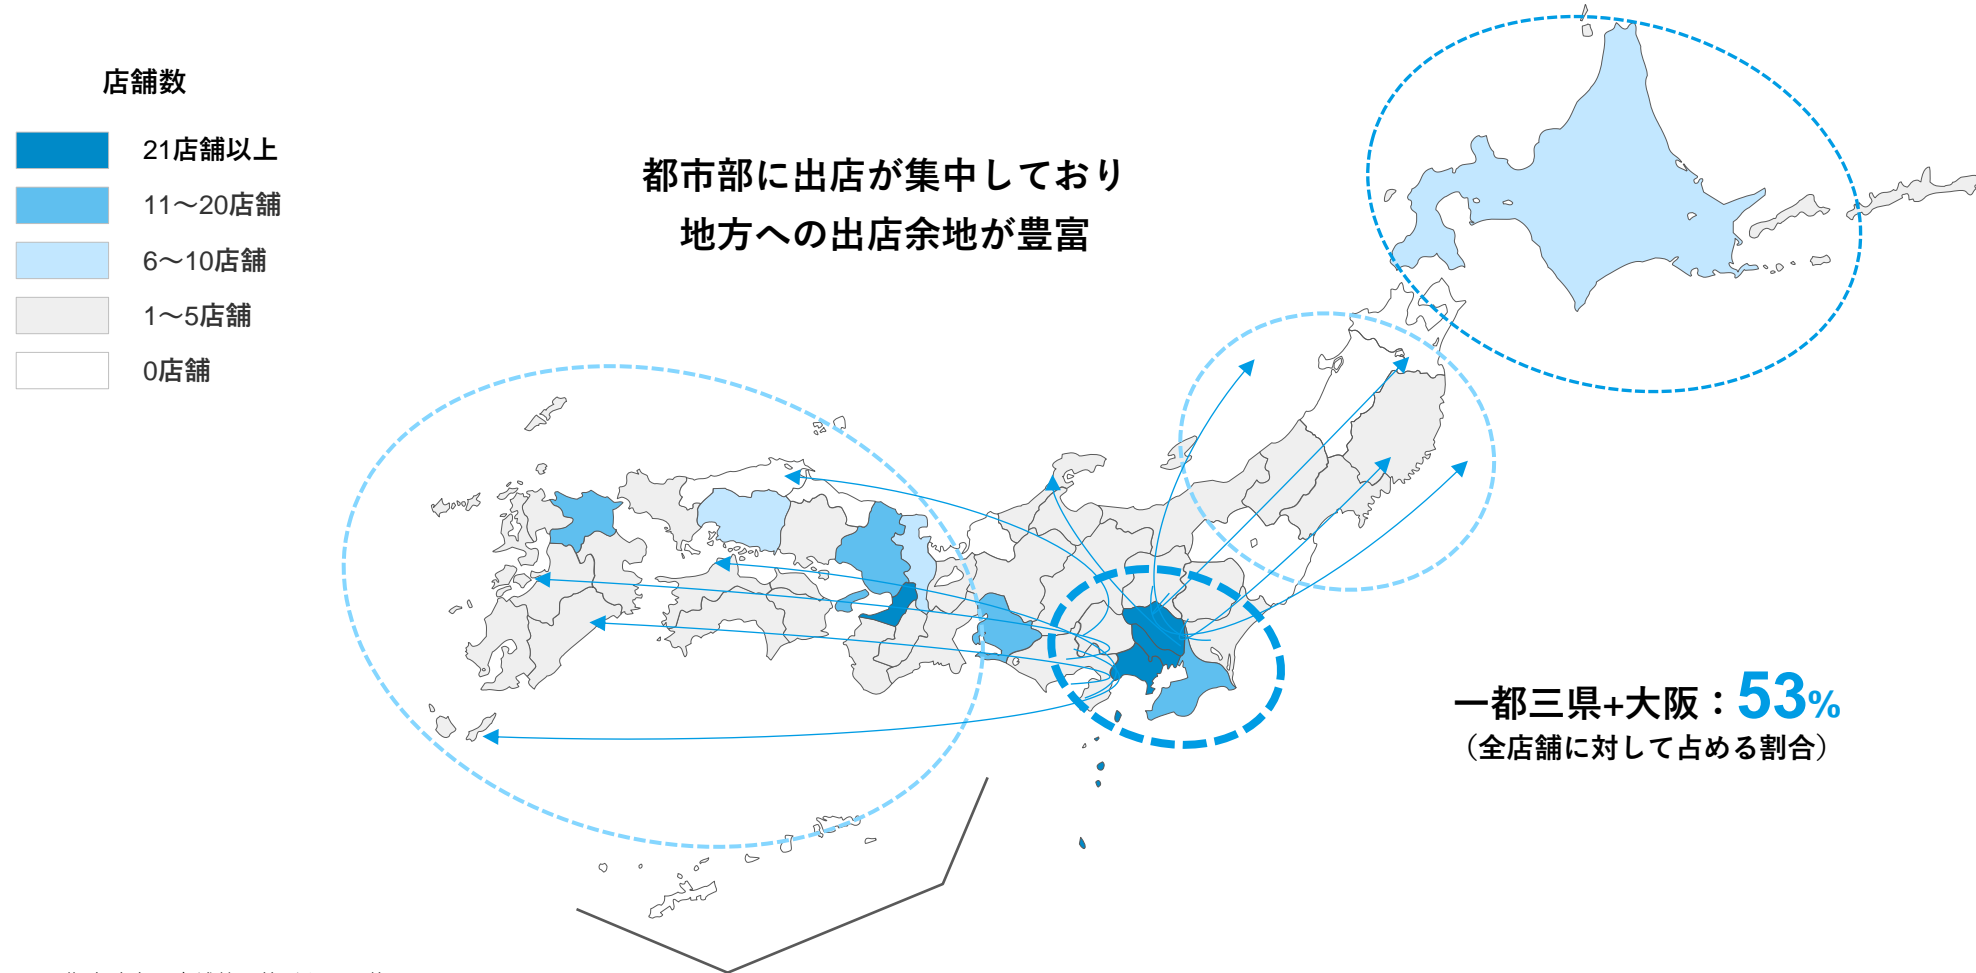 店舗数
21店舗以上
11～20店舗
6～10店舗
1～5店舗
0店舗
都市部に出店が集中しており
地方への出店余地が豊富
一都三県+大阪：53%
（全店舗に対して占める割合）